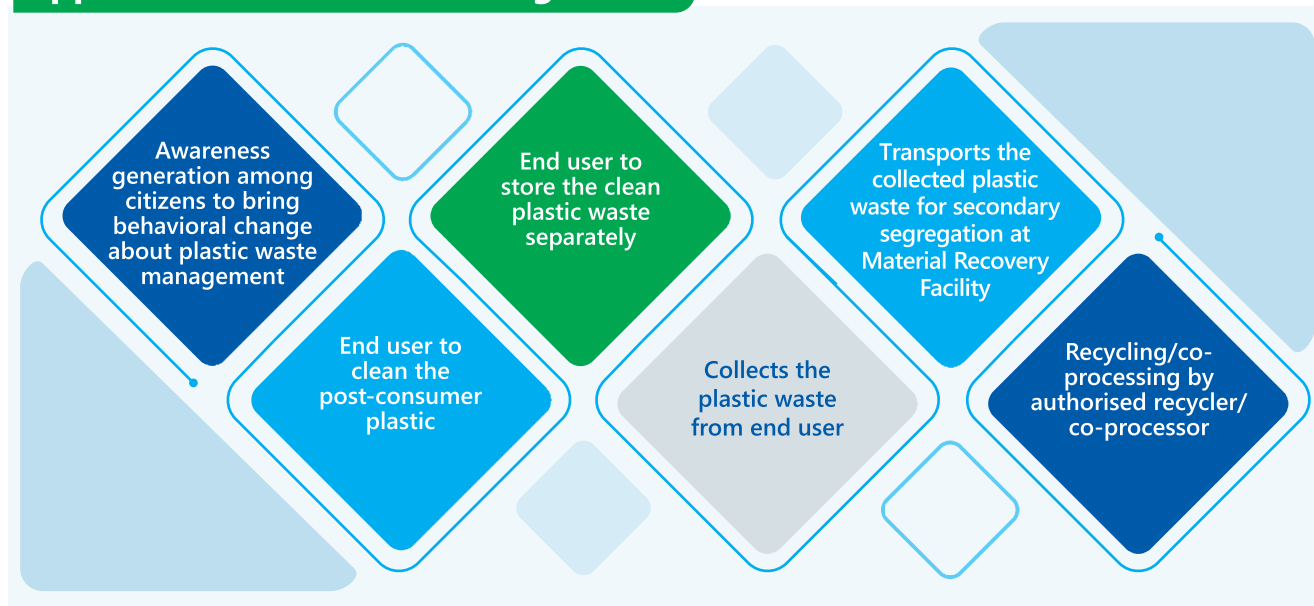 Awareness
generation among
citizens to bring
behavioral change
about plastic waste
management
End user to
clean the
post-consumer
plastic
End user to
store the clean
plastic waste
separately
Collects the
plastic waste
from end user
Transports the
collected plastic
waste for secondary
segregation at
Material Recovery
Facility
Recycling/co-
processing by
authorised recycler/
co-processor